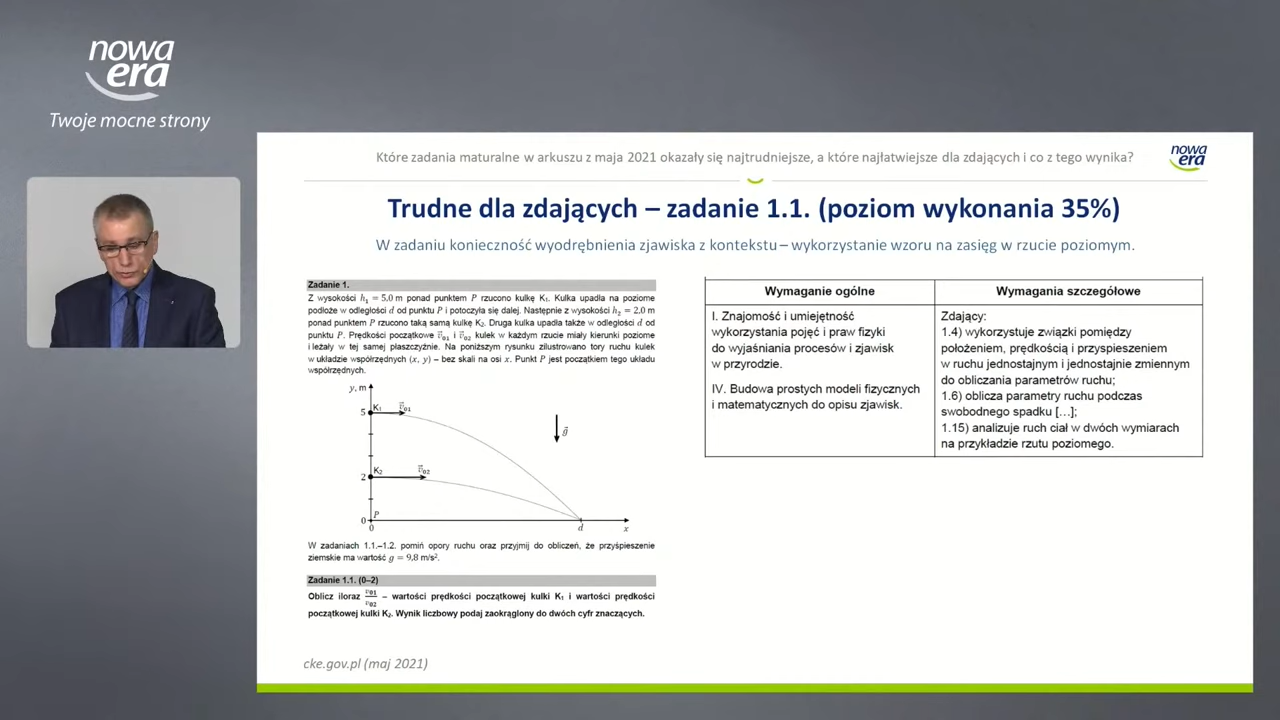 nowa
era
Twoje mocne strony
Które zadania maturalne w arkuszu z maja 2021 okazały się najtrudniejsze, a które najłatwiejsze dla zdających i co z tego wynika?
nowa
era
Trudne dla zdających – zadanie 1.1. (poziom wykonania 35%)
W zadaniu konieczność wyodrębnienia zjawiska z kontekstu – wykorzystanie wzoru na zasięg w rzucie poziomym.
Zadanie 1.
Z wysokości h₁ = 5,0 m ponad punktem P rzucono kulkę K₁. Kulka upadła na poziome
podłoże w odległości d od punktu P i potoczyła się dalej. Następnie z wysokości h₂ = 2,0 m
ponad punktem P rzucono taką samą kulkę K₂. Druga kulka upadła także w odległości d od
punktu P. Prędkości początkowe v⃗₀₁ i v⃗₀₂ kulek w każdym rzucie miały kierunki poziome
i leżały w tej samej płaszczyźnie. Na poniższym rysunku zilustrowano tory ruchu kulek
w układzie współrzędnych (x, y) – bez skali na osi x. Punkt P jest początkiem tego układu
współrzędnych.
y, m
5
K₁
v⃗₀₁
g⃗
2
K₂
v⃗₀₂
0
P
0
d
x
W zadaniach 1.1.–1.2. pomiń opory ruchu oraz przyjmij do obliczeń, że przyśpieszenie
ziemskie ma wartość g = 9,8 m/s².
Zadanie 1.1. (0–2)
Oblicz iloraz v₀₁/v₀₂ – wartości prędkości początkowej kulki K₁ i wartości prędkości
początkowej kulki K₂. Wynik liczbowy podaj zaokrąglony do dwóch cyfr znaczących.
Wymaganie ogólne
I. Znajomość i umiejętność
wykorzystania pojęć i praw fizyki
do wyjaśniania procesów i zjawisk
w przyrodzie.
IV. Budowa prostych modeli fizycznych
i matematycznych do opisu zjawisk.
Wymagania szczegółowe
Zdający:
1.4) wykorzystuje związki pomiędzy
położeniem, prędkością i przyspieszeniem
w ruchu jednostajnym i jednostajnie zmiennym
do obliczania parametrów ruchu;
1.6) oblicza parametry ruchu podczas
swobodnego spadku […];
1.15) analizuje ruch ciał w dwóch wymiarach
na przykładzie rzutu poziomego.
cke.gov.pl (maj 2021)